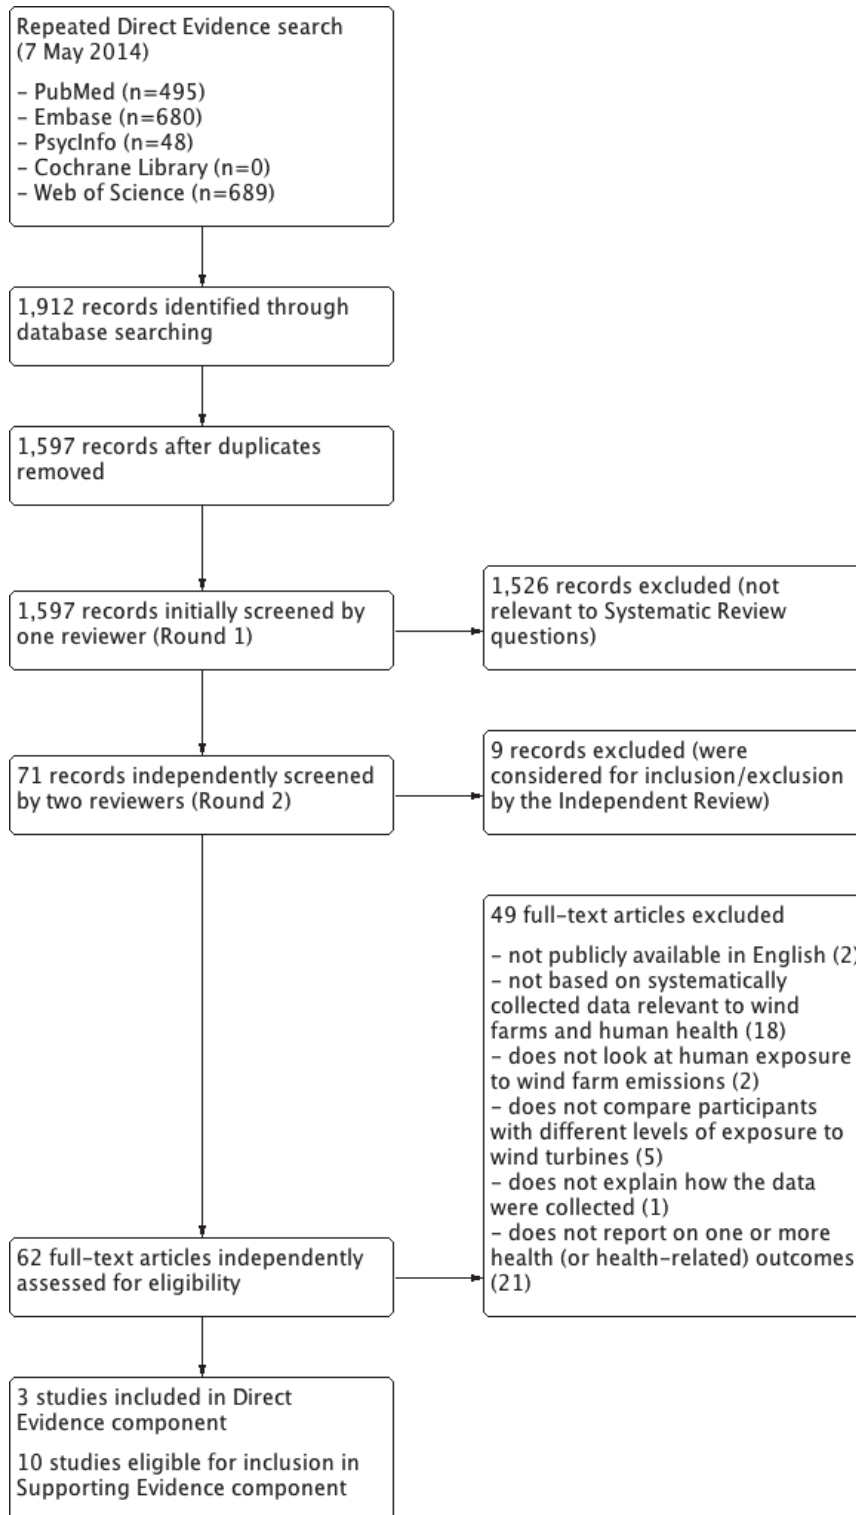 Repeated Direct Evidence search
(7 May 2014)
– PubMed (n=495)
– Embase (n=680)
– PsycInfo (n=48)
– Cochrane Library (n=0)
– Web of Science (n=689)
1,912 records identified through
database searching
1,597 records after duplicates
removed
1,597 records initially screened by
one reviewer (Round 1)
1,526 records excluded (not
relevant to Systematic Review
questions)
71 records independently screened
by two reviewers (Round 2)
9 records excluded (were
considered for inclusion/exclusion
by the Independent Review)
49 full–text articles excluded
– not publicly available in English (2)
– not based on systematically
collected data relevant to wind
farms and human health (18)
– does not look at human exposure
to wind farm emissions (2)
– does not compare participants
with different levels of exposure to
wind turbines (5)
– does not explain how the data
were collected (1)
– does not report on one or more
health (or health–related) outcomes
(21)
62 full–text articles independently
assessed for eligibility
3 studies included in Direct
Evidence component
10 studies eligible for inclusion in
Supporting Evidence component